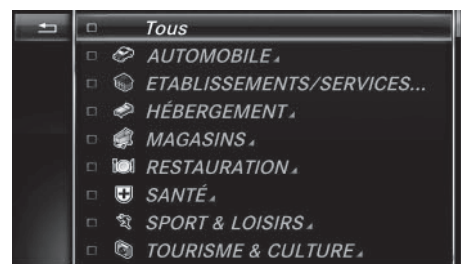 Tous
AUTOMOBILE
ETABLISSEMENTS/SERVICES...
HÉBERGEMENT
MAGASINS
RESTAURATION
SANTÉ
SPORT & LOISIRS
TOURISME & CULTURE